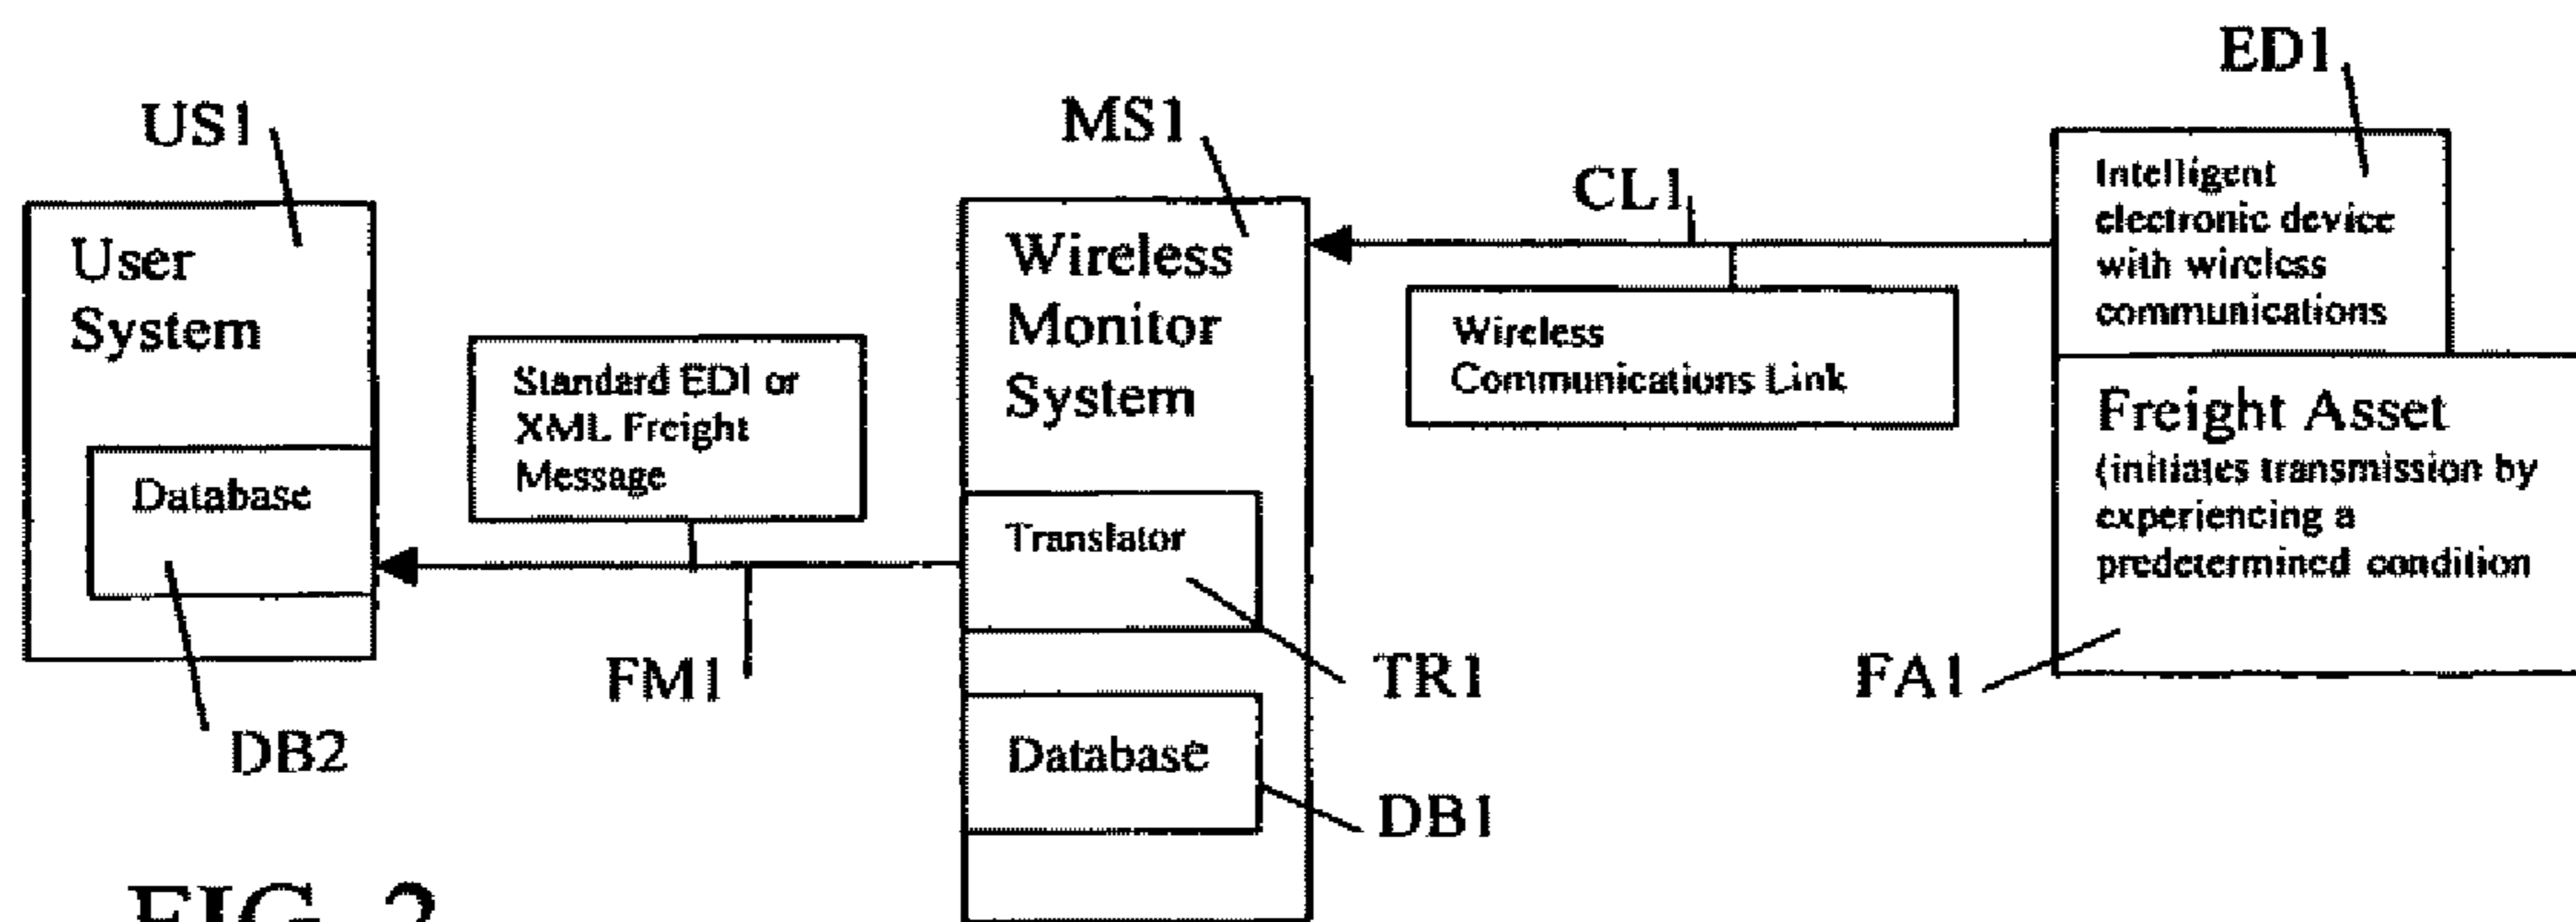 US1
User
System
Database
DB2
Standard EDI or
XML Freight
Message
FM1
MS1
Wireless
Monitor
System
Translator
TR1
Database
DB1
CL1
Wireless
Communications Link
ED1
Intelligent
electronic device
with wireless
communications
Freight Asset
(initiates transmission by
experiencing a
predetermined condition
FA1
FIG. 2